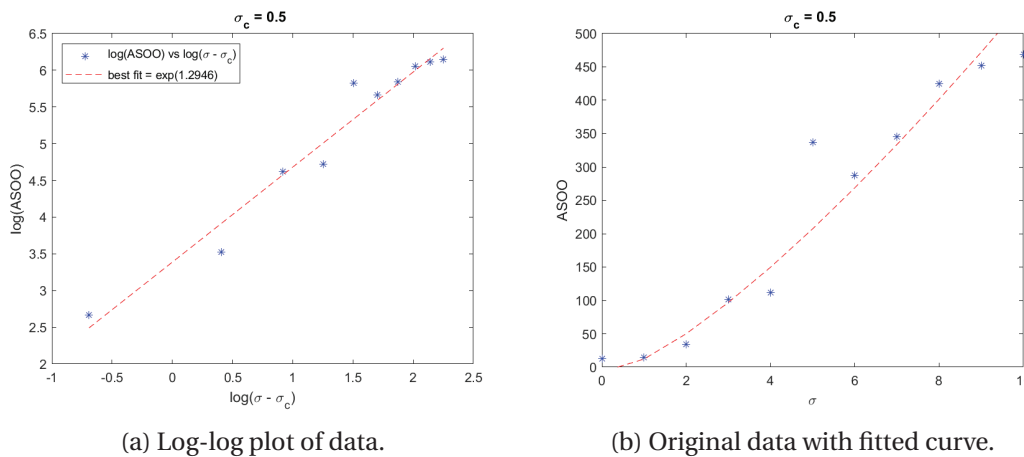 σc = 0.5
log(ASOO) vs log(σ - σc)
best fit = exp(1.2946)
6.5
6
5.5
5
4.5
4
3.5
3
2.5
2
log(ASOO)
-1 -0.5 0 0.5 1 1.5 2 2.5
log(σ - σc)
(a) Log-log plot of data.
σc = 0.5
500
450
400
350
300
250
200
150
100
50
0
ASOO
0 2 4 6 8 10
σ
(b) Original data with fitted curve.